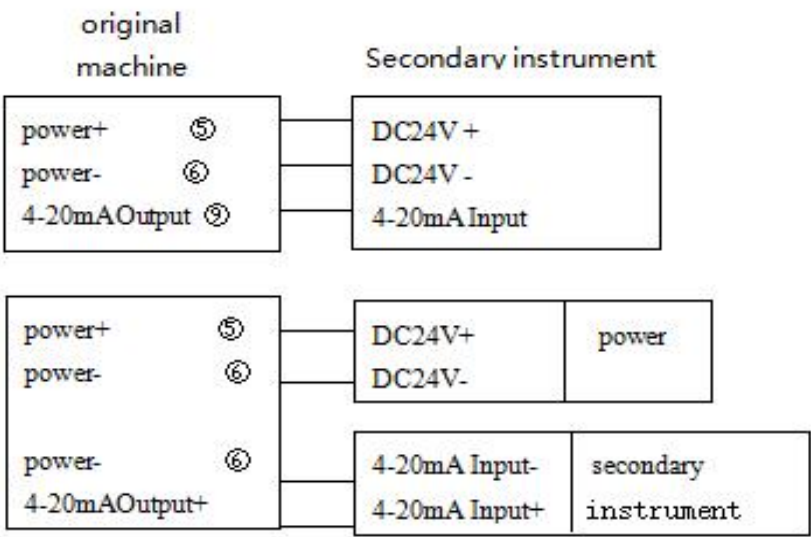 original
machine
Secondary instrument
power+ ⑤
power- ⑥
4-20mAOutput ⑨
DC24V +
DC24V -
4-20mA Input
power+ ⑤
power- ⑥
power- ⑥
4-20mAOutput+
DC24V+
DC24V-
power
4-20mA Input-
4-20mA Input+
secondary
instrument